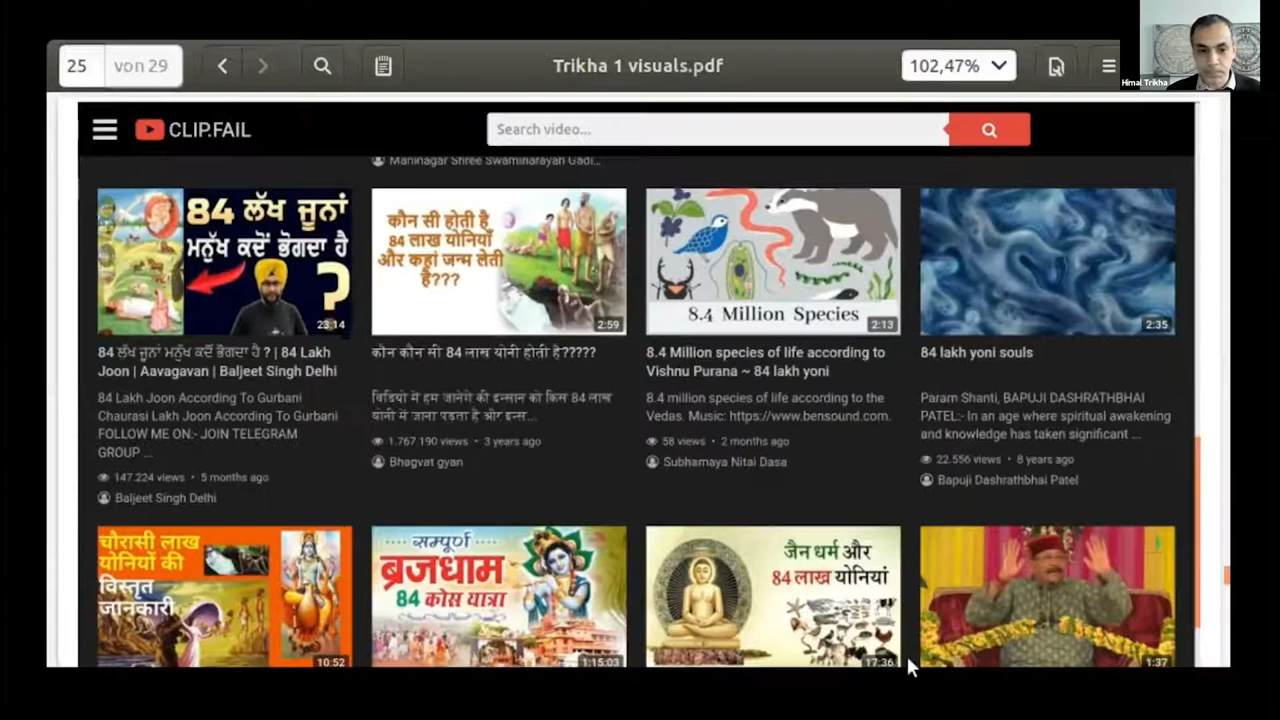 25
von 29
Trikha 1 visuals.pdf
102,47%
Himal Trikha
CLIP.FAIL
Search video...
Maninagar Shree Swaminarayan Gadi...
84 ਲੱਖ ਜੂਨਾਂ
ਮਨੁੱਖ ਕਦੋਂ ਭੋਗਦਾ ਹੈ
?
23:14
84 ਲੱਖ ਜੂਨਾਂ ਮਨੁੱਖ ਕਦੋਂ ਭੋਗਦਾ ਹੈ ? | 84 Lakh
Joon | Aavagavan | Baljeet Singh Delhi
84 Lakh Joon According To Gurbani
Chaurasi Lakh Joon According To Gurbani
FOLLOW ME ON:- JOIN TELEGRAM
GROUP ...
147.224 views • 5 months ago
Baljeet Singh Delhi
कौन सी होती है
84 लाख योनियाँ
और कहां जन्म लेती
है???
2:59
कौन कौन सी 84 लाख योनी होती है?????
विडियो में हम जानेगें की इन्सान को किस 84 लाख
योनी में जाना पडता है और इन्स...
1.767.190 views • 3 years ago
Bhagvat gyan
8.4 Million Species
2:13
8.4 Million species of life according to
Vishnu Purana ~ 84 lakh yoni
8.4 million species of life according to the
Vedas. Music: https://www.bensound.com.
58 views • 2 months ago
Subhamaya Nitai Dasa
2:35
84 lakh yoni souls
Param Shanti, BAPUJI DASHRATHBHAI
PATEL:- In an age where spiritual awakening
and knowledge has taken significant ...
22.556 views • 8 years ago
Bapuji Dashrathbhai Patel
चौरासी लाख
योनियों की
विस्तृत
जानकारी
10:52
सम्पूर्ण
ब्रजधाम
84 कोस यात्रा
1:15:03
जैन धर्म और
84 लाख योनियां
17:36
1:37